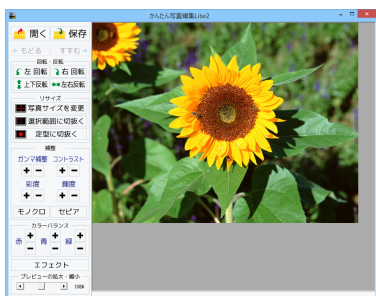 かんたん写真編集Lite2
開く 保存
←もどる すすむ→
回転・反転
左 回転 右 回転
上下反転 左右反転
リサイズ
写真サイズを変更
選択範囲に切抜く
定型に切抜く
補整
ガンマ補整 コントラスト
+ − + −
彩度 輝度
+ − + −
モノクロ セピア
カラーバランス
赤 + − 青 + − 緑 + −
エフェクト
プレビューの拡大・縮小
100%